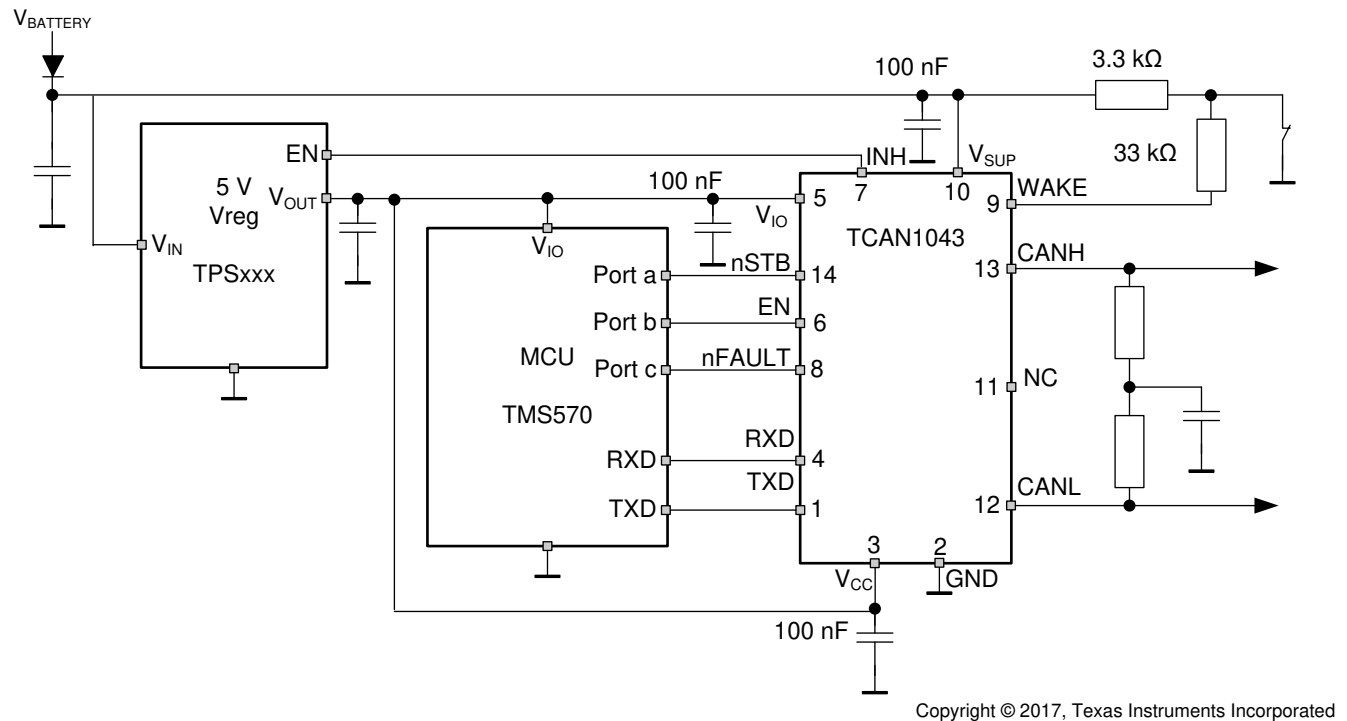 VBATTERY
100 nF
3.3 kΩ
EN
INH
VSUP
33 kΩ
5 V
Vreg
VOUT
100 nF
5
7
10
WAKE
9
VIO
VIN
TPSxxx
VIO
TCAN1043
CANH
13
Port a
nSTB
14
Port b
EN
6
MCU
Port c
nFAULT
8
NC
11
TMS570
RXD
RXD
4
TXD
CANL
12
TXD
1
3
2
VCC
GND
100 nF
Copyright © 2017, Texas Instruments Incorporated